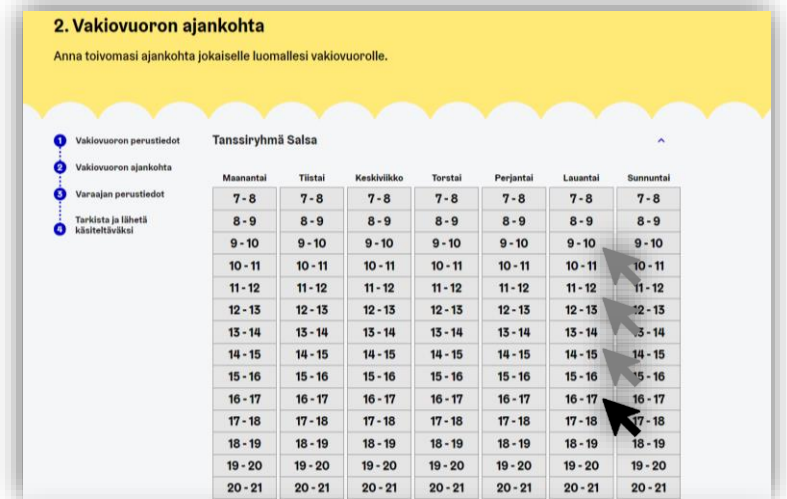 2. Vakiovuoron ajankohta
Anna toivomasi ajankohta jokaiselle luomallesi vakiovuorolle.
1 Vakiovuoron perustiedot
2 Vakiovuoron ajankohta
3 Varaajan perustiedot
4 Tarkista ja lähetä
käsiteltäväksi
Tanssiryhmä Salsa
Maanantai Tiistai Keskiviikko Torstai Perjantai Lauantai Sunnuntai
7 - 8 7 - 8 7 - 8 7 - 8 7 - 8 7 - 8 7 - 8
8 - 9 8 - 9 8 - 9 8 - 9 8 - 9 8 - 9 8 - 9
9 - 10 9 - 10 9 - 10 9 - 10 9 - 10 9 - 10 9 - 10
10 - 11 10 - 11 10 - 11 10 - 11 10 - 11 10 - 11 10 - 11
11 - 12 11 - 12 11 - 12 11 - 12 11 - 12 11 - 12 11 - 12
12 - 13 12 - 13 12 - 13 12 - 13 12 - 13 12 - 13 12 - 13
13 - 14 13 - 14 13 - 14 13 - 14 13 - 14 13 - 14 13 - 14
14 - 15 14 - 15 14 - 15 14 - 15 14 - 15 14 - 15 14 - 15
15 - 16 15 - 16 15 - 16 15 - 16 15 - 16 15 - 16 15 - 16
16 - 17 16 - 17 16 - 17 16 - 17 16 - 17 16 - 17 16 - 17
17 - 18 17 - 18 17 - 18 17 - 18 17 - 18 17 - 18 17 - 18
18 - 19 18 - 19 18 - 19 18 - 19 18 - 19 18 - 19 18 - 19
19 - 20 19 - 20 19 - 20 19 - 20 19 - 20 19 - 20 19 - 20
20 - 21 20 - 21 20 - 21 20 - 21 20 - 21 20 - 21 20 - 21